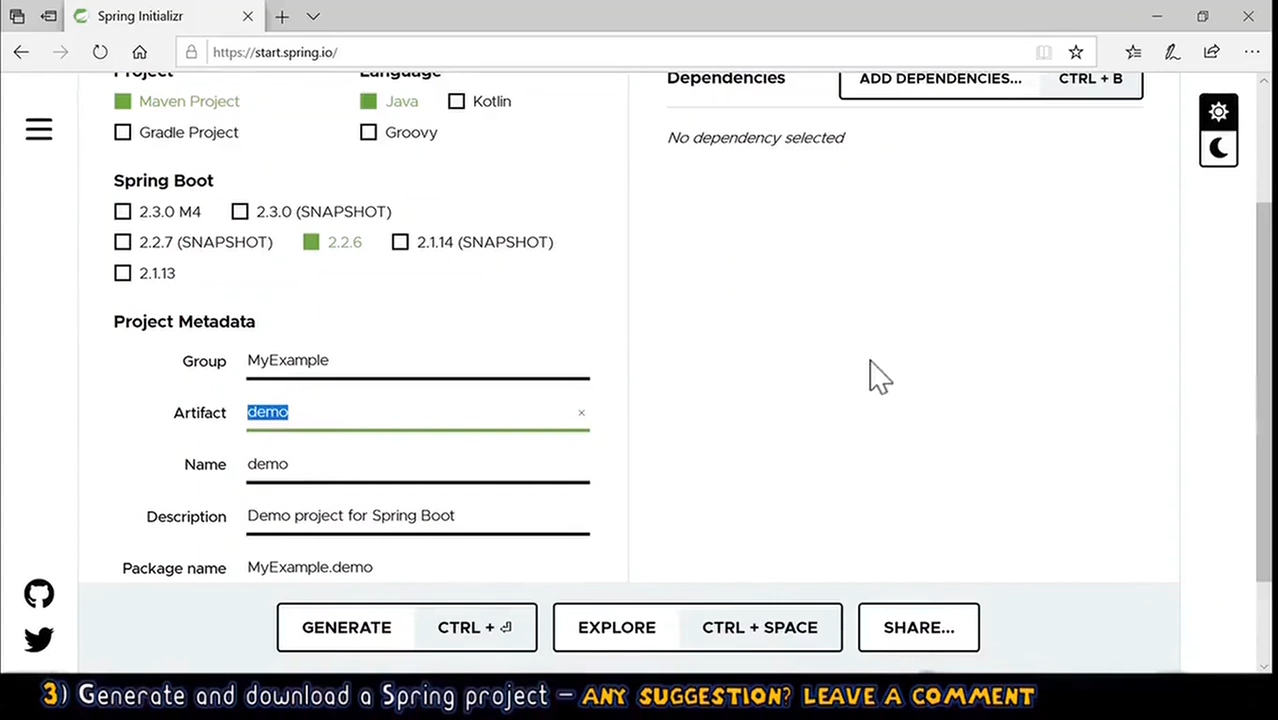 Spring Initializr
https://start.spring.io/
Project
Language
Maven Project
Java
Kotlin
Gradle Project
Groovy
Spring Boot
2.3.0 M4
2.3.0 (SNAPSHOT)
2.2.7 (SNAPSHOT)
2.2.6
2.1.14 (SNAPSHOT)
2.1.13
Project Metadata
Group MyExample
Artifact demo
Name demo
Description Demo project for Spring Boot
Package name MyExample.demo
Dependencies
ADD DEPENDENCIES... CTRL + B
No dependency selected
GENERATE CTRL + ⏎
EXPLORE CTRL + SPACE
SHARE...
3) Generate and download a Spring project – ANY SUGGESTION? LEAVE A COMMENT